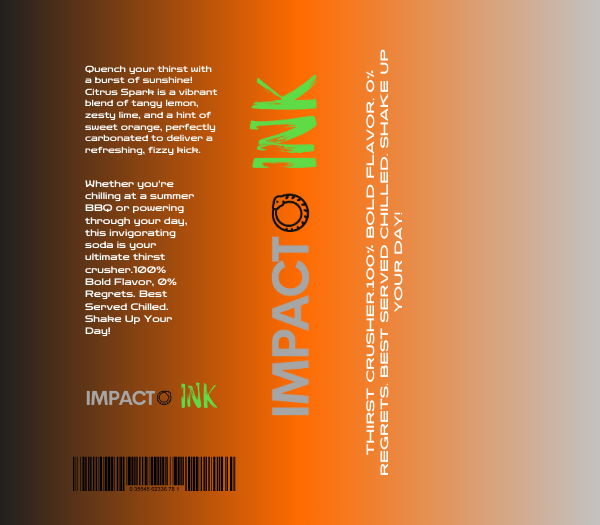 Quench your thirst with
a burst of sunshine!
Citrus Spark is a vibrant
blend of tangy lemon,
zesty lime, and a hint of
sweet orange, perfectly
carbonated to deliver a
refreshing, fizzy kick.
Whether you're
chilling at a summer
BBQ or powering
through your day,
this invigorating
soda is your
ultimate thirst
crusher.100%
Bold Flavor, 0%
Regrets. Best
Served Chilled.
Shake Up Your
Day!
IMPACTO INK
IMPACTO INK
THIRST CRUSHER.100% BOLD FLAVOR, 0%
REGRETS. BEST SERVED CHILLED. SHAKE UP
YOUR DAY!